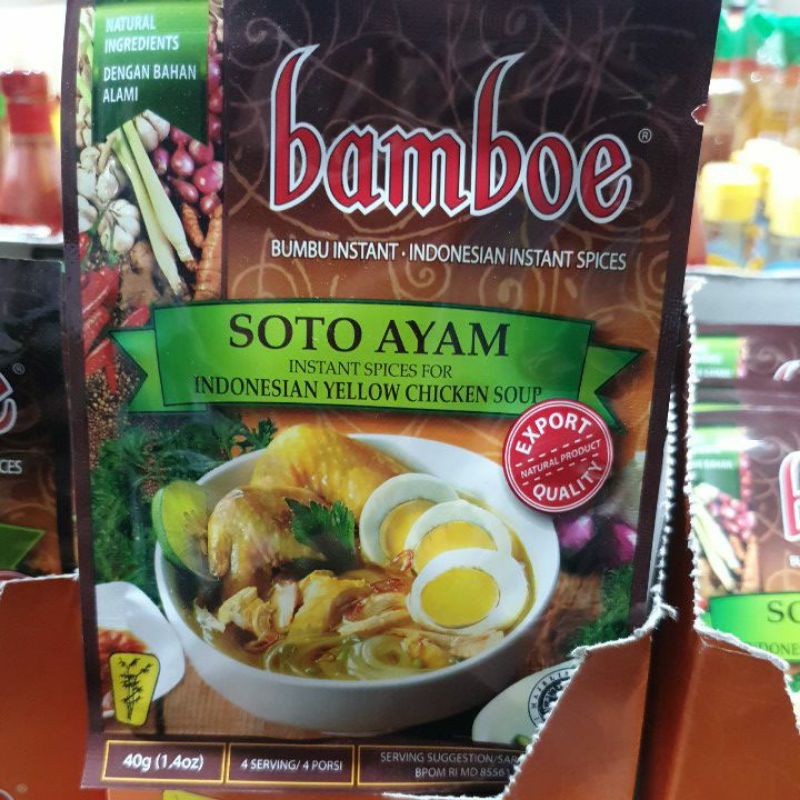 NATURAL
INGREDIENTS
DENGAN BAHAN
ALAMI
bamboe®
BUMBU INSTANT · INDONESIAN INSTANT SPICES
SOTO AYAM
INSTANT SPICES FOR
INDONESIAN YELLOW CHICKEN SOUP
EXPORT
NATURAL PRODUCT
QUALITY
40g (1.4oz)
4 SERVING/ 4 PORSI
SERVING SUGGESTION/
BPOM RI MD